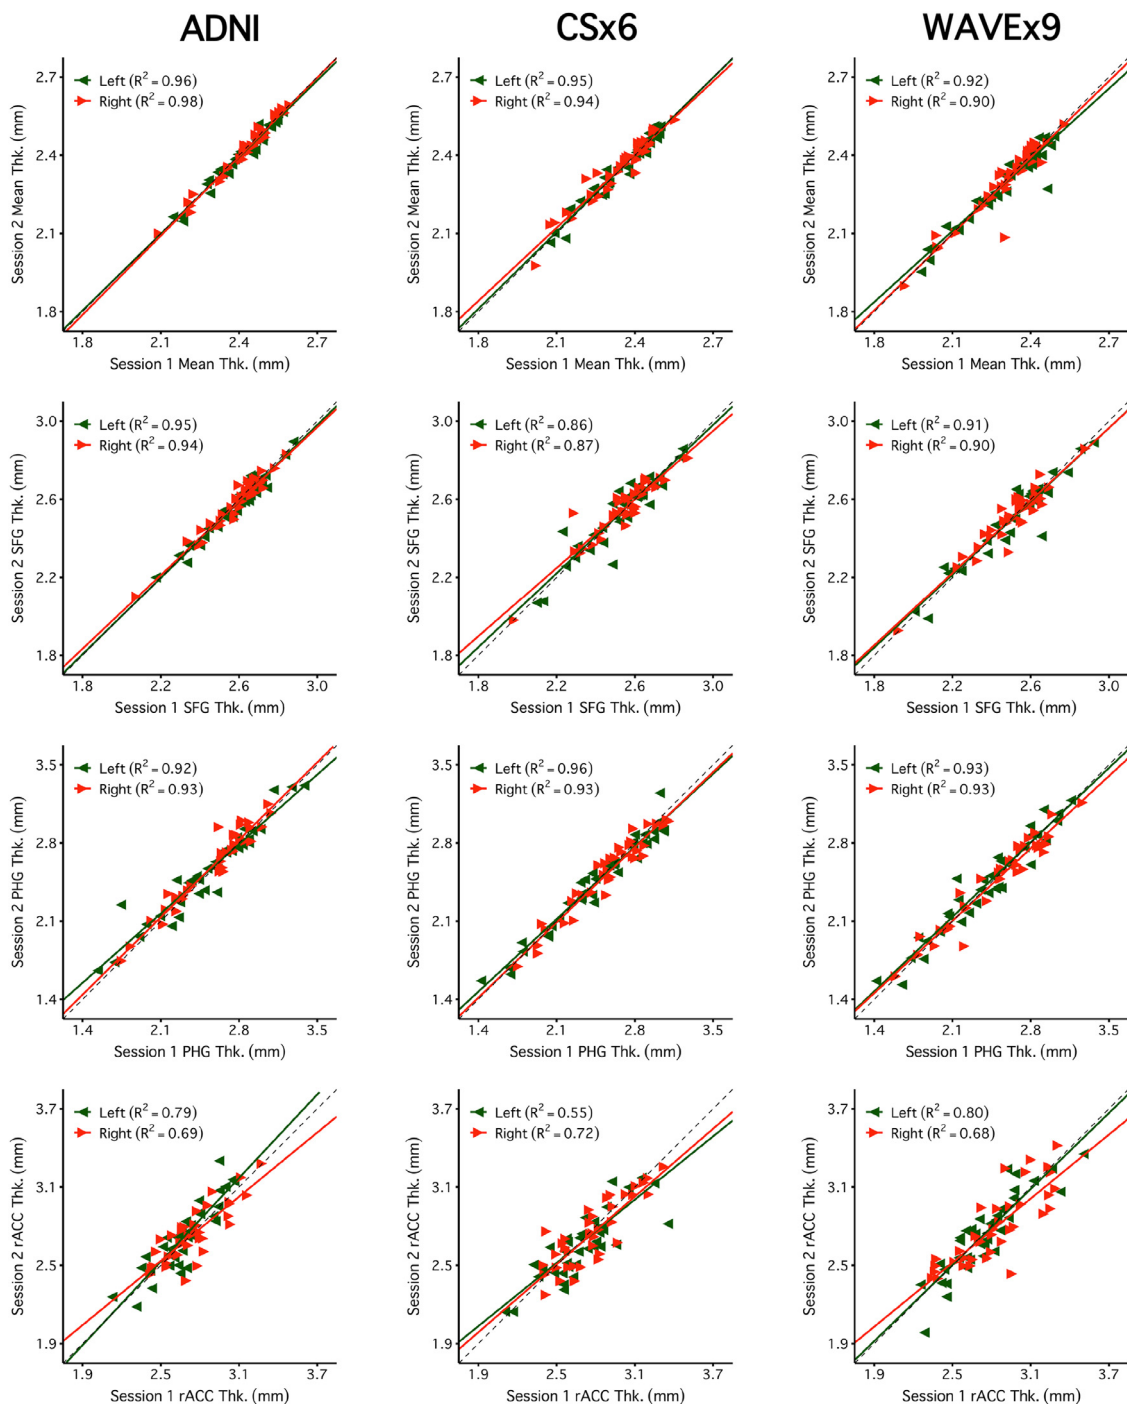 ADNI CSx6 WAVEx9
Session 2 Mean Thk. (mm)
2.7
2.4
2.1
1.8
Left (R² = 0.96)
Right (R² = 0.98)
1.8 2.1 2.4 2.7
Session 1 Mean Thk. (mm)
Session 2 Mean Thk. (mm)
2.7
2.4
2.1
1.8
Left (R² = 0.95)
Right (R² = 0.94)
1.8 2.1 2.4 2.7
Session 1 Mean Thk. (mm)
Session 2 Mean Thk. (mm)
2.7
2.4
2.1
1.8
Left (R² = 0.92)
Right (R² = 0.90)
1.8 2.1 2.4 2.7
Session 1 Mean Thk. (mm)
Session 2 SFG Thk. (mm)
3.0
2.6
2.2
1.8
Left (R² = 0.95)
Right (R² = 0.94)
1.8 2.2 2.6 3.0
Session 1 SFG Thk. (mm)
Session 2 SFG Thk. (mm)
3.0
2.6
2.2
1.8
Left (R² = 0.86)
Right (R² = 0.87)
1.8 2.2 2.6 3.0
Session 1 SFG Thk. (mm)
Session 2 SFG Thk. (mm)
3.0
2.6
2.2
1.8
Left (R² = 0.91)
Right (R² = 0.90)
1.8 2.2 2.6 3.0
Session 1 SFG Thk. (mm)
Session 2 PHG Thk. (mm)
3.5
2.8
2.1
1.4
Left (R² = 0.92)
Right (R² = 0.93)
1.4 2.1 2.8 3.5
Session 1 PHG Thk. (mm)
Session 2 PHG Thk. (mm)
3.5
2.8
2.1
1.4
Left (R² = 0.96)
Right (R² = 0.93)
1.4 2.1 2.8 3.5
Session 1 PHG Thk. (mm)
Session 2 PHG Thk. (mm)
3.5
2.8
2.1
1.4
Left (R² = 0.93)
Right (R² = 0.93)
1.4 2.1 2.8 3.5
Session 1 PHG Thk. (mm)
Session 2 rACC Thk. (mm)
3.7
3.1
2.5
1.9
Left (R² = 0.79)
Right (R² = 0.69)
1.9 2.5 3.1 3.7
Session 1 rACC Thk. (mm)
Session 2 rACC Thk. (mm)
3.7
3.1
2.5
1.9
Left (R² = 0.55)
Right (R² = 0.72)
1.9 2.5 3.1 3.7
Session 1 rACC Thk. (mm)
Session 2 rACC Thk. (mm)
3.7
3.1
2.5
1.9
Left (R² = 0.80)
Right (R² = 0.68)
1.9 2.5 3.1 3.7
Session 1 rACC Thk. (mm)